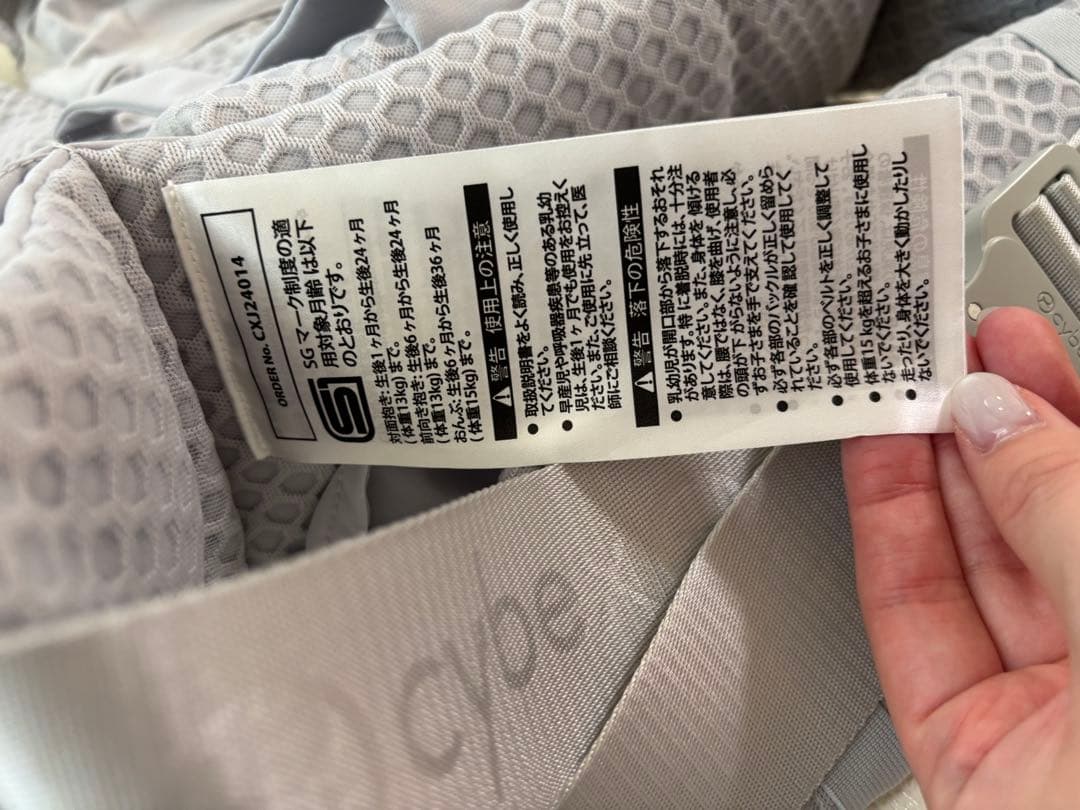 ORDER No. CXJ24014
SG
SGマーク制度の適
用対象月齢は以下
のとおりです。
対面抱き:生後1ヶ月から生後24ヶ月
(体重13kg)まで。
前向き抱き:生後6ヶ月から生後24ヶ月
(体重13kg)まで。
おんぶ:生後6ヶ月から生後36ヶ月
(体重15kg)まで。
警告 使用上の注意
● 取扱説明書をよく読み、正しく使用し
てください。
● 早産児や呼吸器疾患等のある乳幼
児は、生後1ヶ月でも使用をお控えく
ださい。また、ご使用に先立って、医
師にご相談ください。
警告 落下の危険性
● 乳幼児が開口部から落下するおそれ
があります。特に着脱時には、十分注
意してください。また、身体を傾ける
際は、腰ではなく、膝を曲げ、使用者
の頭が下がらないように注意し、必
ずお子さまを手で支えてください。
● 必ず各部のバックルが正しく留めら
れていることを確認して使用してく
ださい。
● 必ず各部のベルトを正しく調整して
使用してください。
● 体重15kgを超えるお子さまに使用し
ないでください。
● 走ったり、身体を大きく動かしたりし
ないでください。
cybe